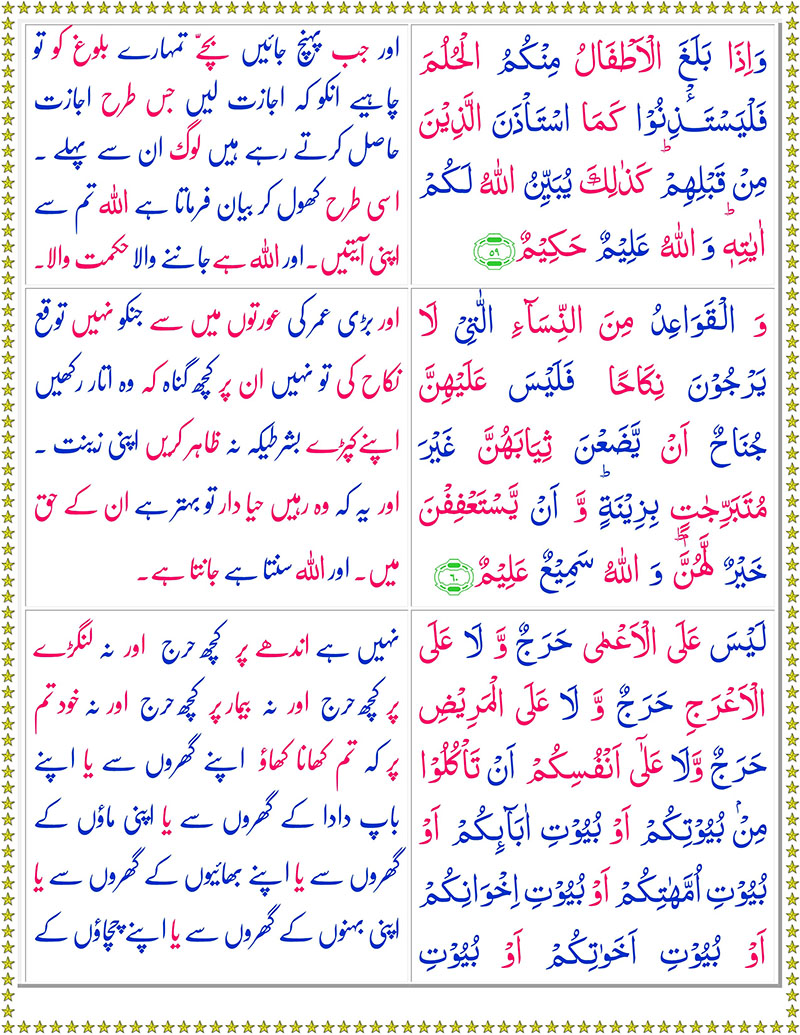 وَاِذَا بَلَغَ الْاَطْفَالُ مِنْكُمُ الْحُلُمَ
فَلْيَسْتَـْٔذِنُوْا كَمَا اسْتَاْذَنَ الَّذِيْنَ
مِنْ قَبْلِهِمْؕ كَذٰلِكَ يُبَيِّنُ اللّٰهُ لَكُمْ
اٰيٰتِهٖؕ وَ اللّٰهُ عَلِيْمٌ حَكِيْمٌ ۵۹
اور جب پہنچ جائیں بچّے تمہارے بلوغ کو تو
چاہیے انکو کہ اجازت لیں جس طرح اجازت
حاصل کرتے رہے ہیں لوگ ان سے پہلے ۔
اسی طرح کھول کر بیان فرماتا ہے اللہ تم سے
اپنی آیتیں۔ اور اللہ ہے جاننے والا حکمت والا۔
وَ الْقَوَاعِدُ مِنَ النِّسَآءِ الّٰتِيْ لَا
يَرْجُوْنَ نِكَاحًا فَلَيْسَ عَلَيْهِنَّ
جُنَاحٌ اَنْ يَّضَعْنَ ثِيَابَهُنَّ غَيْرَ
مُتَبَرِّجٰتٍۭ بِزِيْنَةٍؕ وَّ اَنْ يَّسْتَعْفِفْنَ
خَيْرٌ لَّهُنَّؕ وَ اللّٰهُ سَمِيْعٌ عَلِيْمٌ ۶۰
اور بڑی عمر کی عورتوں میں سے جنکو نہیں توقع
نکاح کی تو نہیں ان پر کچھ گناہ کہ وہ اتار رکھیں
اپنے کپڑے بشرطیکہ نہ ظاہر کریں اپنی زینت ۔
اور یہ کہ وہ رہیں حیا دار تو بہتر ہے ان کے حق
میں۔ اور اللہ سنتا ہے جانتا ہے ۔
لَيْسَ عَلَى الْاَعْمٰى حَرَجٌ وَّ لَا عَلَى
الْاَعْرَجِ حَرَجٌ وَّ لَا عَلَى الْمَرِيْضِ
حَرَجٌ وَّلَا عَلٰٓى اَنْفُسِكُمْ اَنْ تَاْكُلُوْا
مِنْۢ بُيُوْتِكُمْ اَوْ بُيُوْتِ اٰبَآىِٕكُمْ اَوْ
بُيُوْتِ اُمَّهٰتِكُمْ اَوْ بُيُوْتِ اِخْوَانِكُمْ
اَوْ بُيُوْتِ اَخَوٰتِكُمْ اَوْ بُيُوْتِ
نہیں ہے اندھے پر کچھ حرج اور نہ لنگڑے
پر کچھ حرج اور نہ بیمار پر کچھ حرج اور نہ خود تم
پر کہ تم کھانا کھاؤ اپنے گھروں سے یا اپنے
باپ دادا کے گھروں سے یا اپنی ماؤں کے
گھروں سے یا اپنے بھائیوں کے گھروں سے یا
اپنی بہنوں کے گھروں سے یا اپنے چچاؤں کے